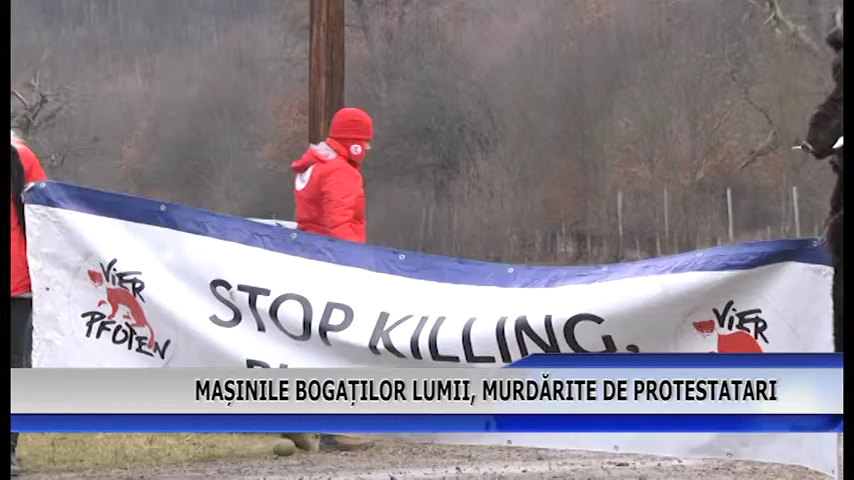 VIER
PFOTEN
STOP KILLING.
VIER
MAȘINILE BOGAȚILOR LUMII, MURDĂRITE DE PROTESTATARI